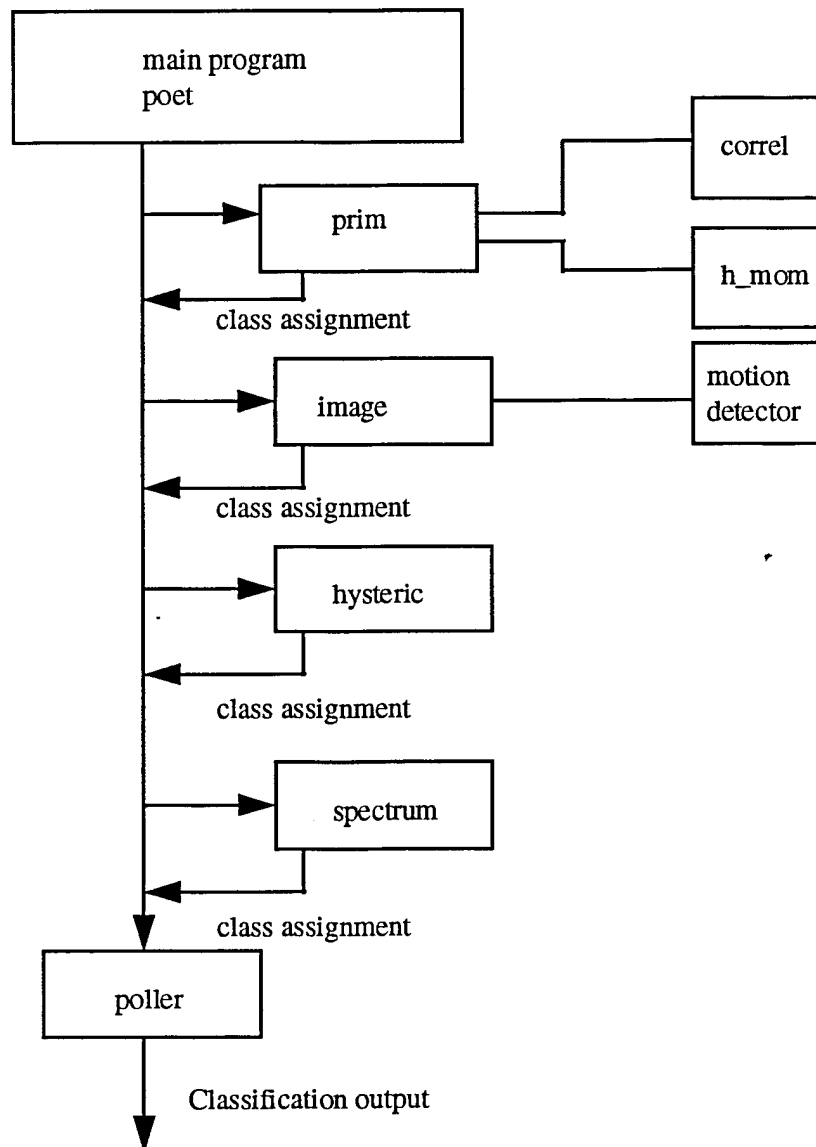 main program
poet
correl
prim
h_mom
class assignment
motion
detector
image
class assignment
hysteric
class assignment
spectrum
class assignment
poller
Classification output